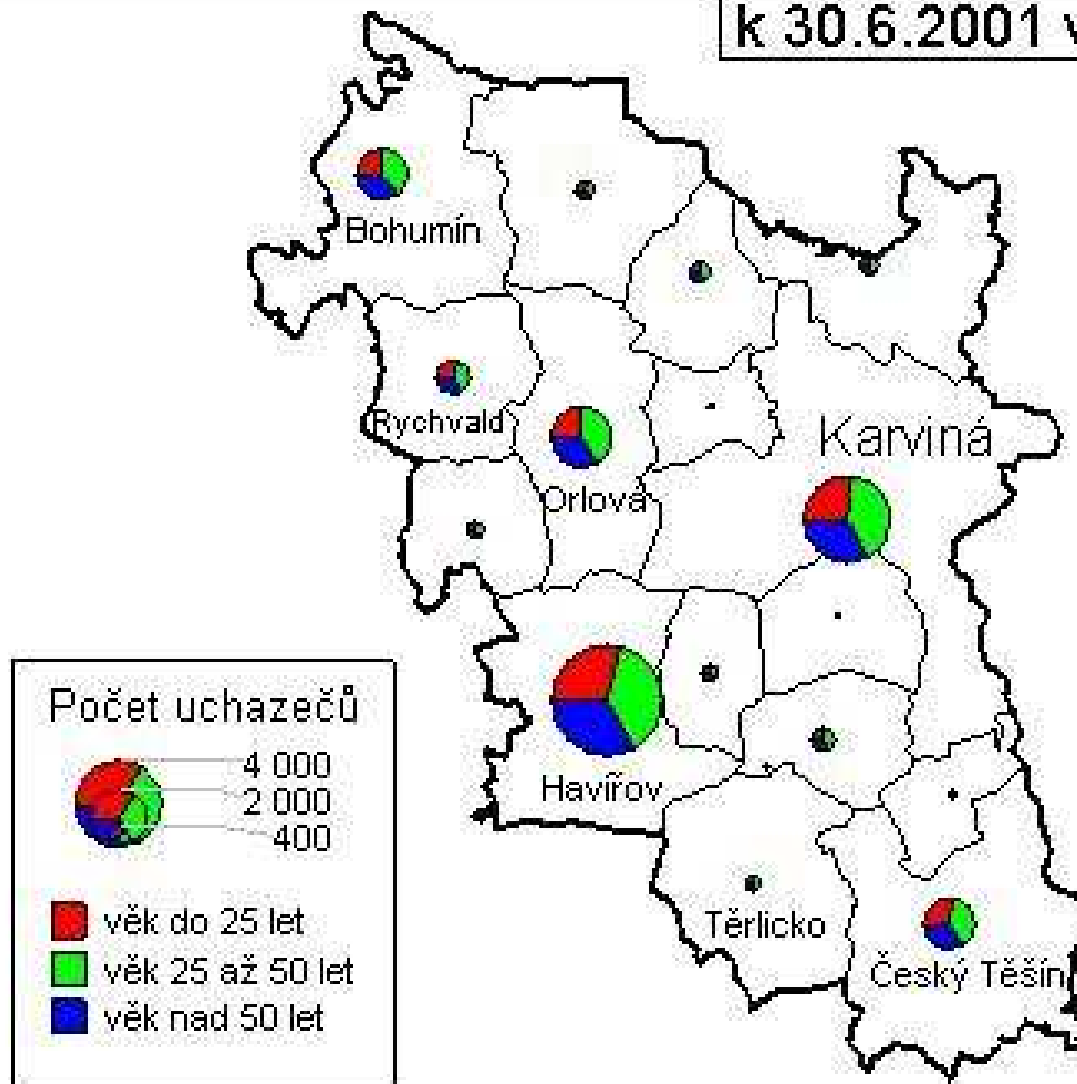 k 30.6.2001 v
Bohumín
Rychvald
Karviná
Orlová
Havířov
Těrlicko
Český Těšín
Počet uchazečů
4 000
2 000
400
věk do 25 let
věk 25 až 50 let
věk nad 50 let